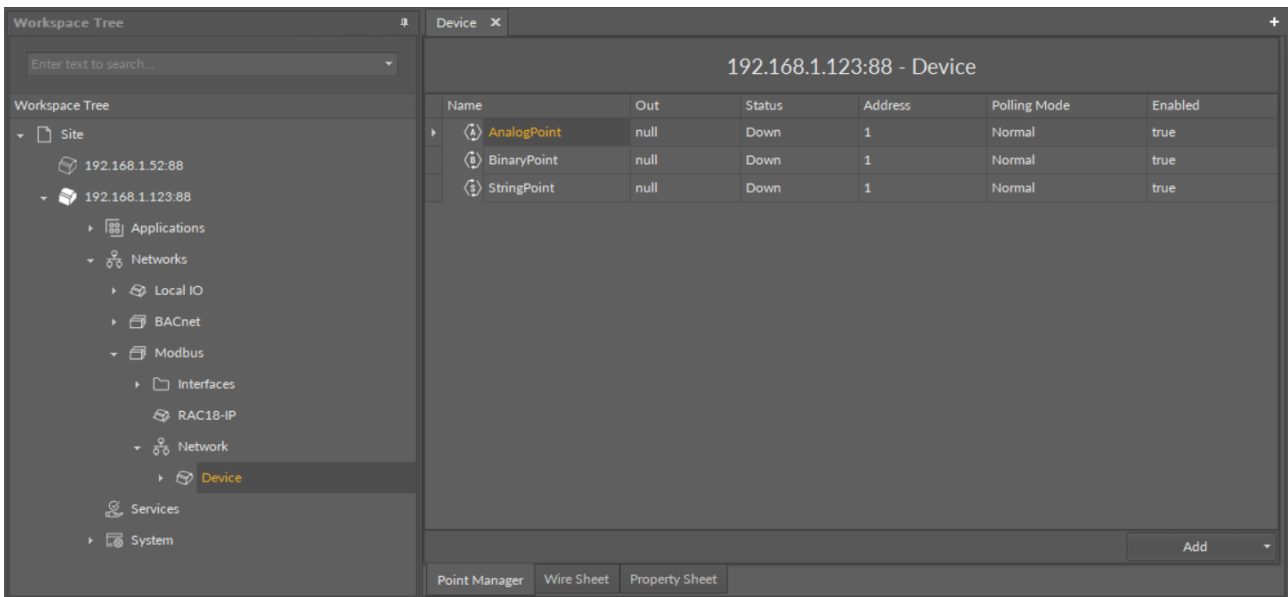 Workspace Tree
Enter text to search...
Workspace Tree
Site
192.168.1.52:88
192.168.1.123:88
Applications
Networks
Local IO
BACnet
Modbus
Interfaces
RAC18-IP
Network
Device
Services
System
Device
192.168.1.123:88 - Device
Name Out Status Address Polling Mode Enabled
A AnalogPoint null Down 1 Normal true
B BinaryPoint null Down 1 Normal true
S StringPoint null Down 1 Normal true
Add
Point Manager Wire Sheet Property Sheet